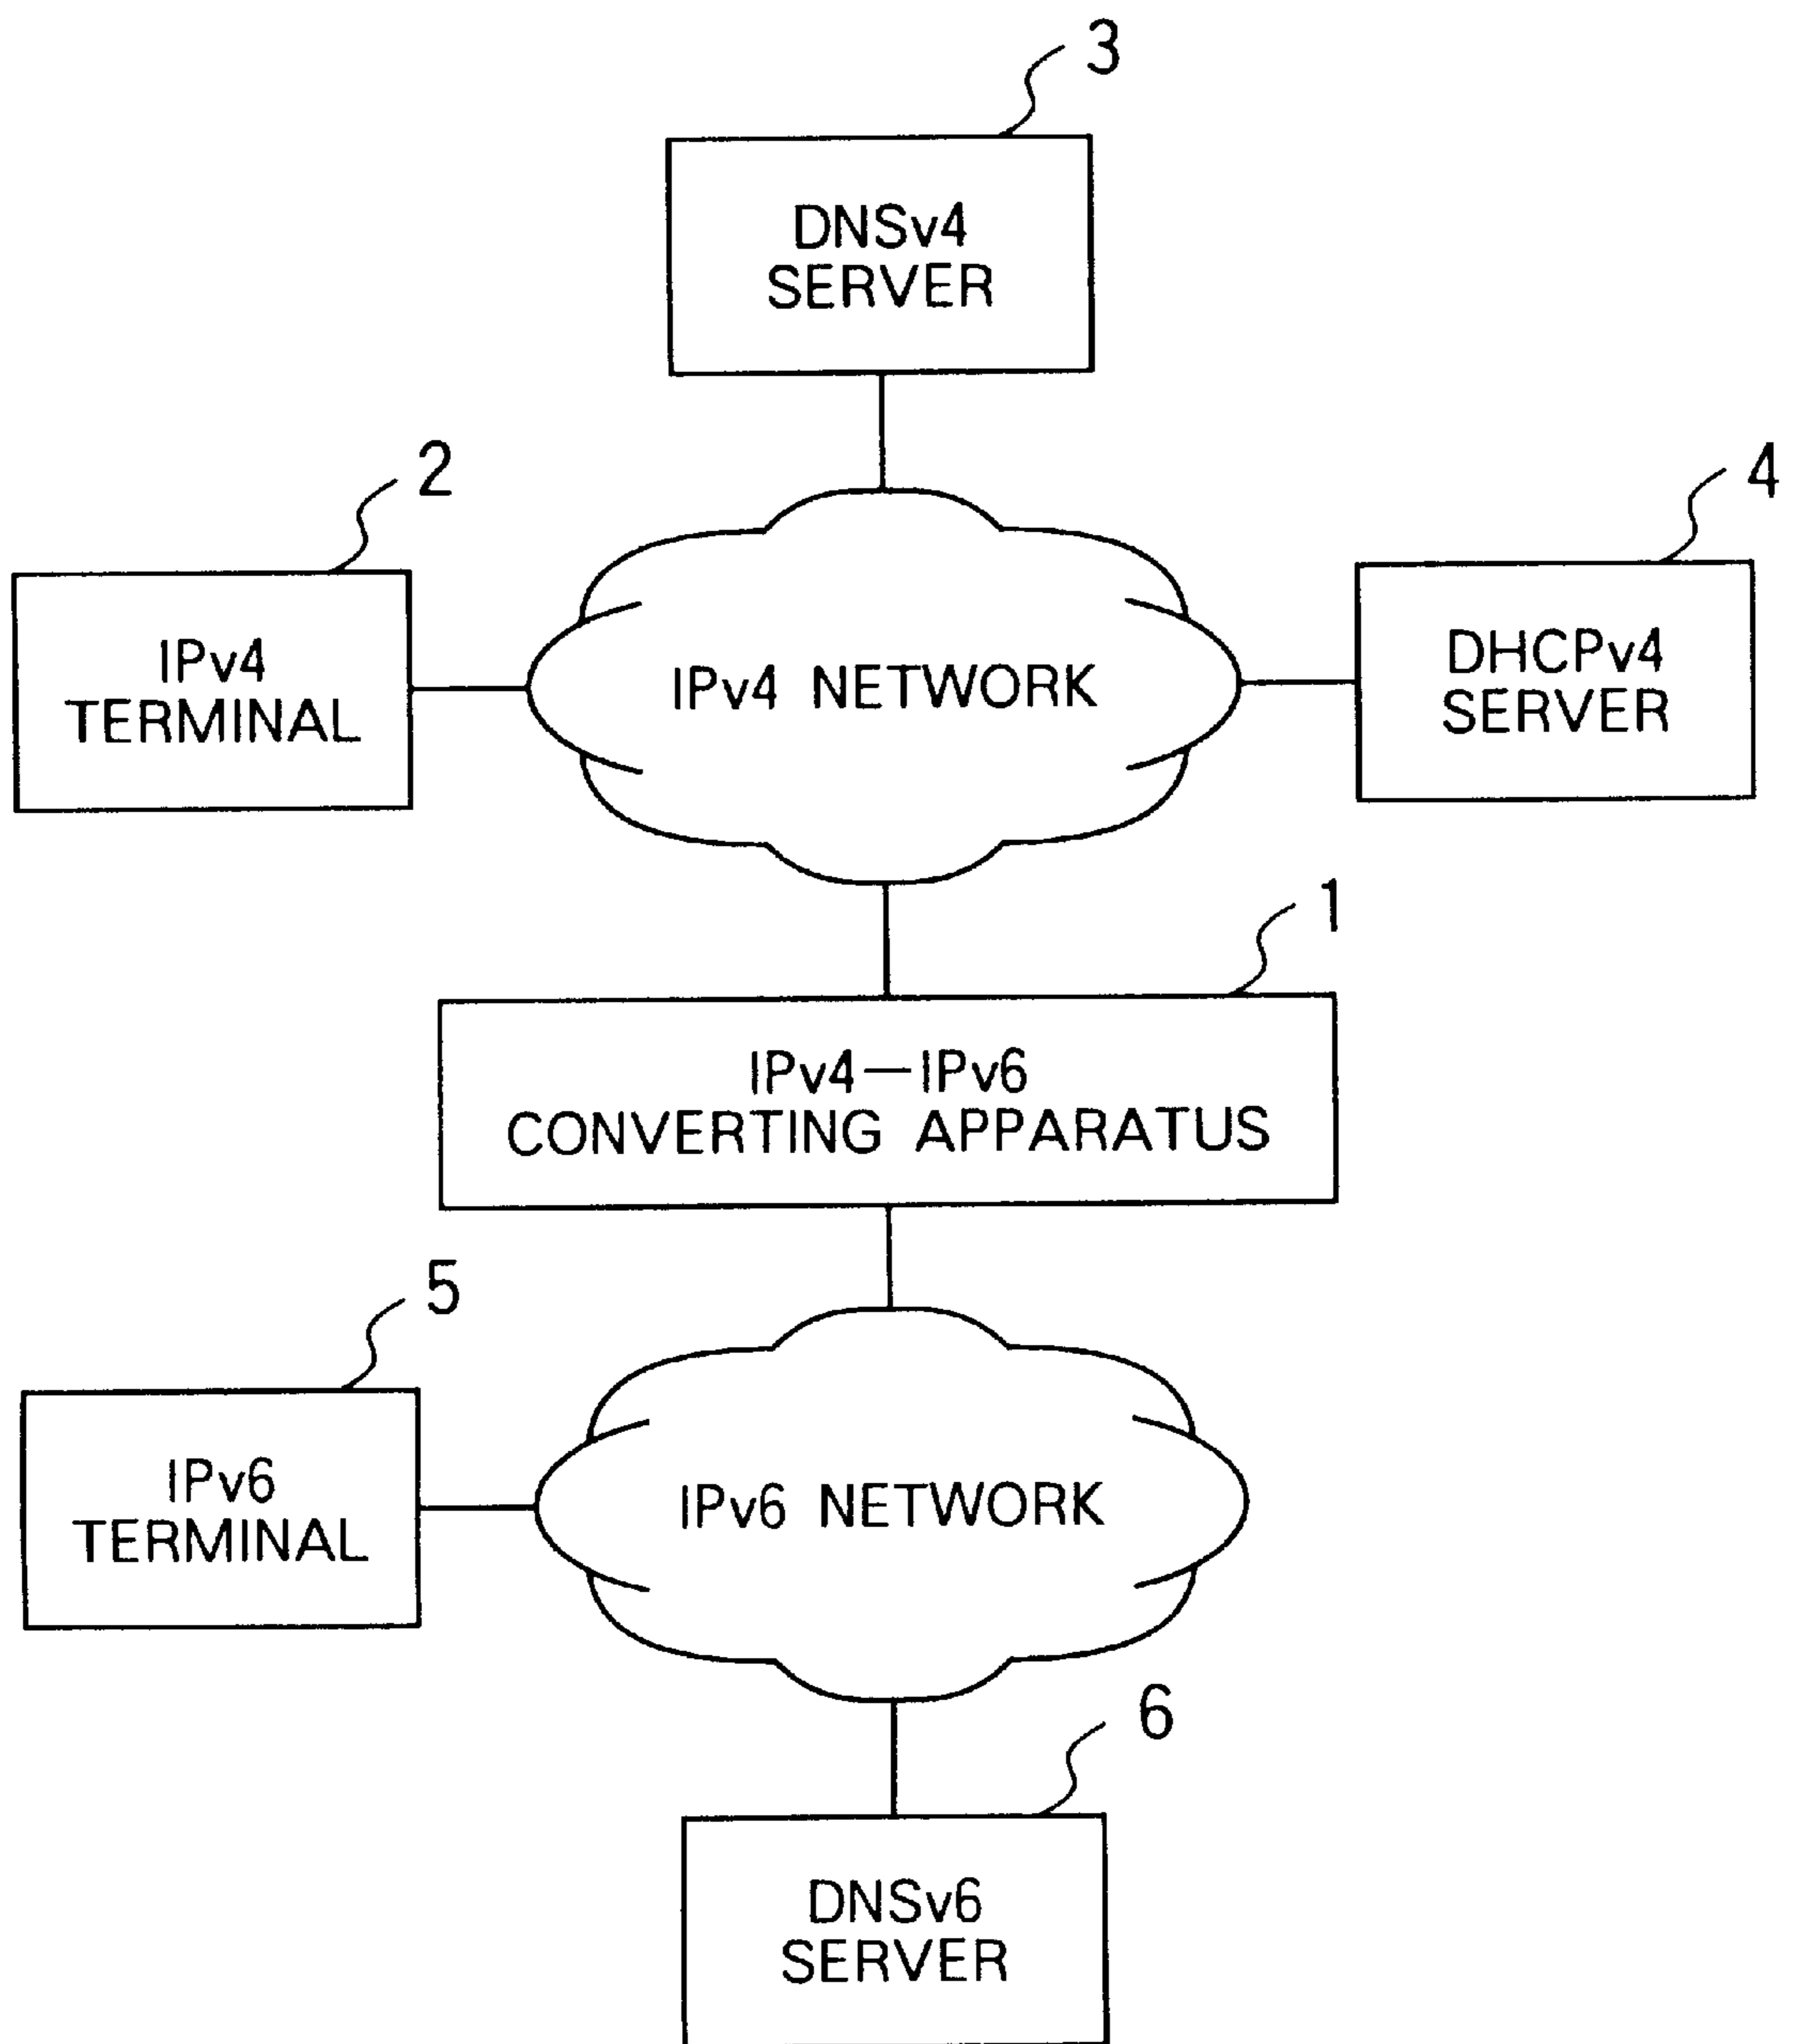 3
DNSv4
SERVER
2
4
IPv4
TERMINAL
IPv4 NETWORK
DHCPv4
SERVER
1
IPv4—IPv6
CONVERTING APPARATUS
5
IPv6
TERMINAL
IPv6 NETWORK
6
DNSv6
SERVER